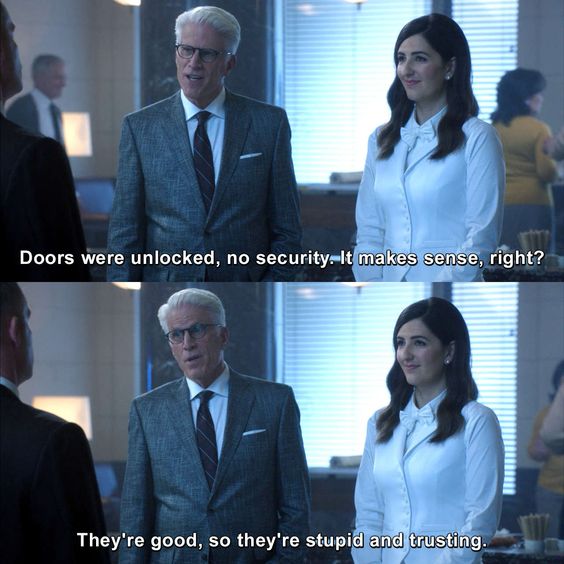 Doors were unlocked, no security. It makes sense, right?
They're good, so they're stupid and trusting.